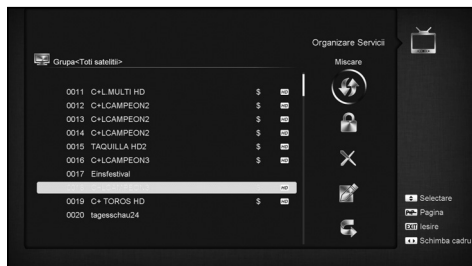 Organizare Servicii
Grupa<Toti satelitii>
Miscare
0011 C+L.MULTI HD $ HD
0012 C+LCAMPEON2 $ HD
0013 C+LCAMPEON2 $ HD
0014 C+LCAMPEON2 $ HD
0015 TAQUILLA HD2 $ HD
0016 C+LCAMPEON3 $ HD
0017 Einsfestival
HD
0019 C+ TOROS HD $ HD
0020 tagesschau24
Selectare
Pagina
EXIT Iesire
Schimba cadru